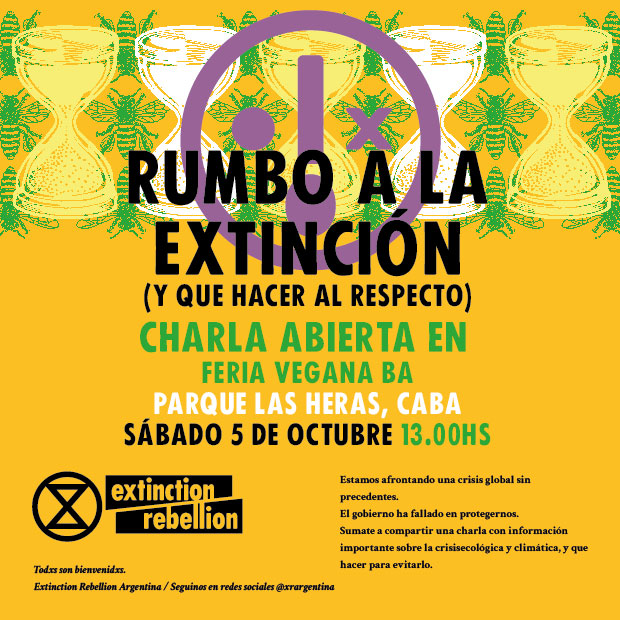 RUMBO A LA
EXTINCIÓN
(Y QUE HACER AL RESPECTO)
CHARLA ABIERTA EN
FERIA VEGANA BA
PARQUE LAS HERAS, CABA
SÁBADO 5 DE OCTUBRE 13.00HS
extinction
rebellion
Estamos afrontando una crisis global sin
precedentes.
El gobierno ha fallado en protegernos.
Sumate a compartir una charla con información
importante sobre la crisisecológica y climática, y que
hacer para evitarlo.
Todxs son bienvenidxs.
Extinction Rebellion Argentina / Seguinos en redes sociales @xrargentina